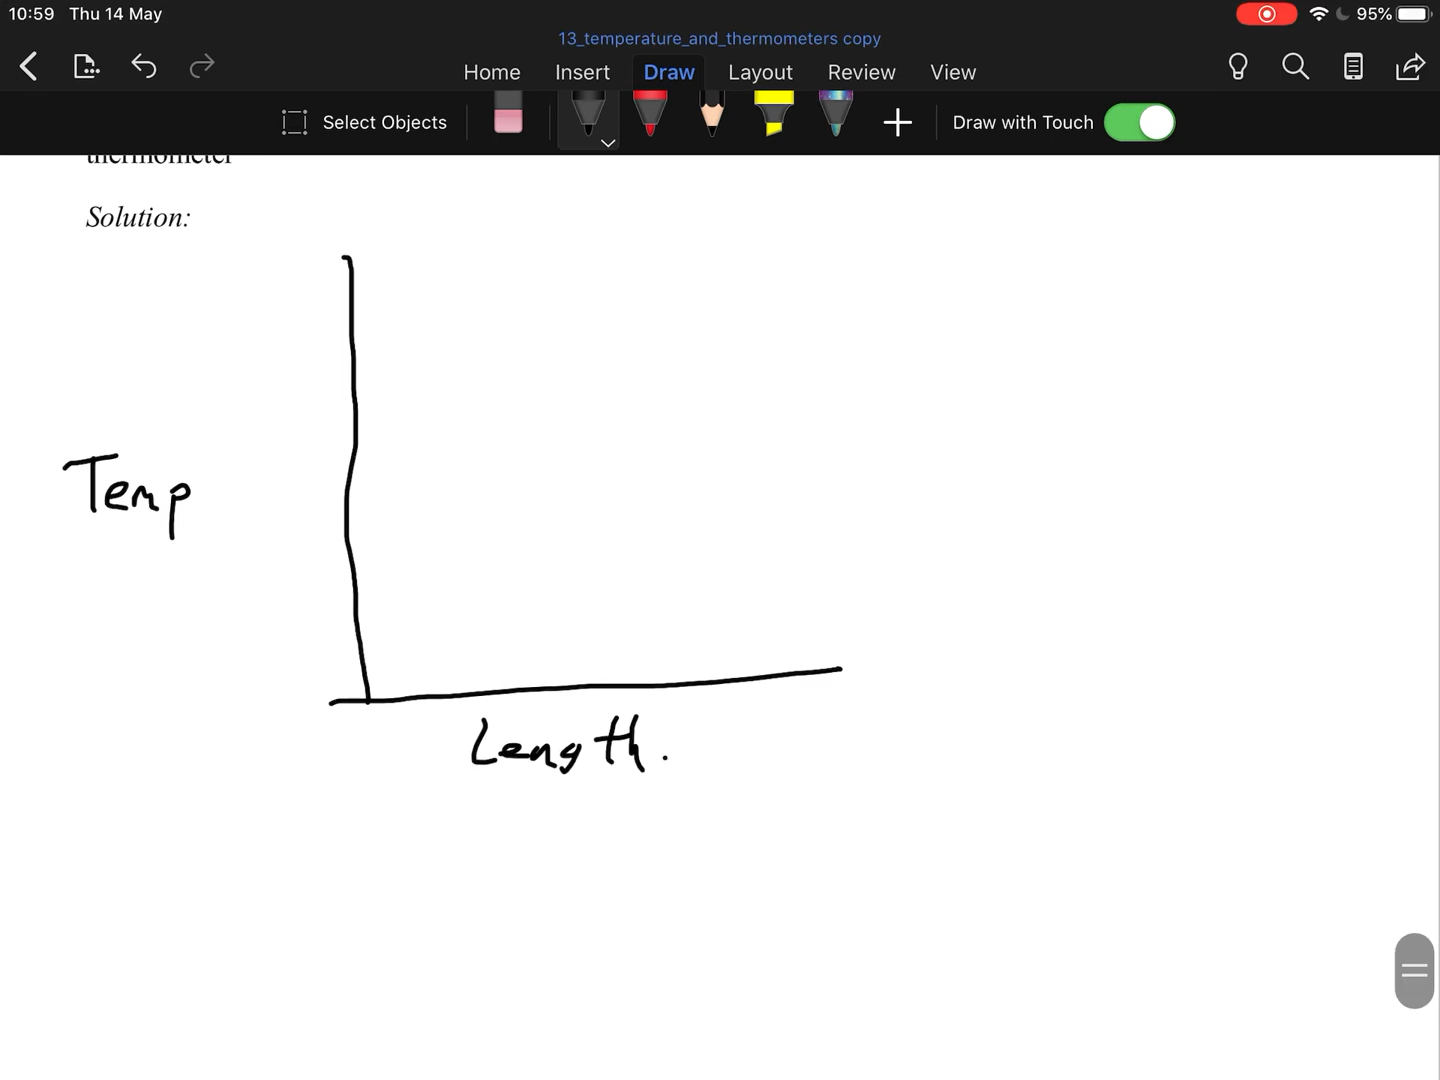 10:59 Thu 14 May
95%
13_temperature_and_thermometers copy
Home Insert Draw Layout Review View
Select Objects
Draw with Touch
thermometer
Solution:
Temp
Length.